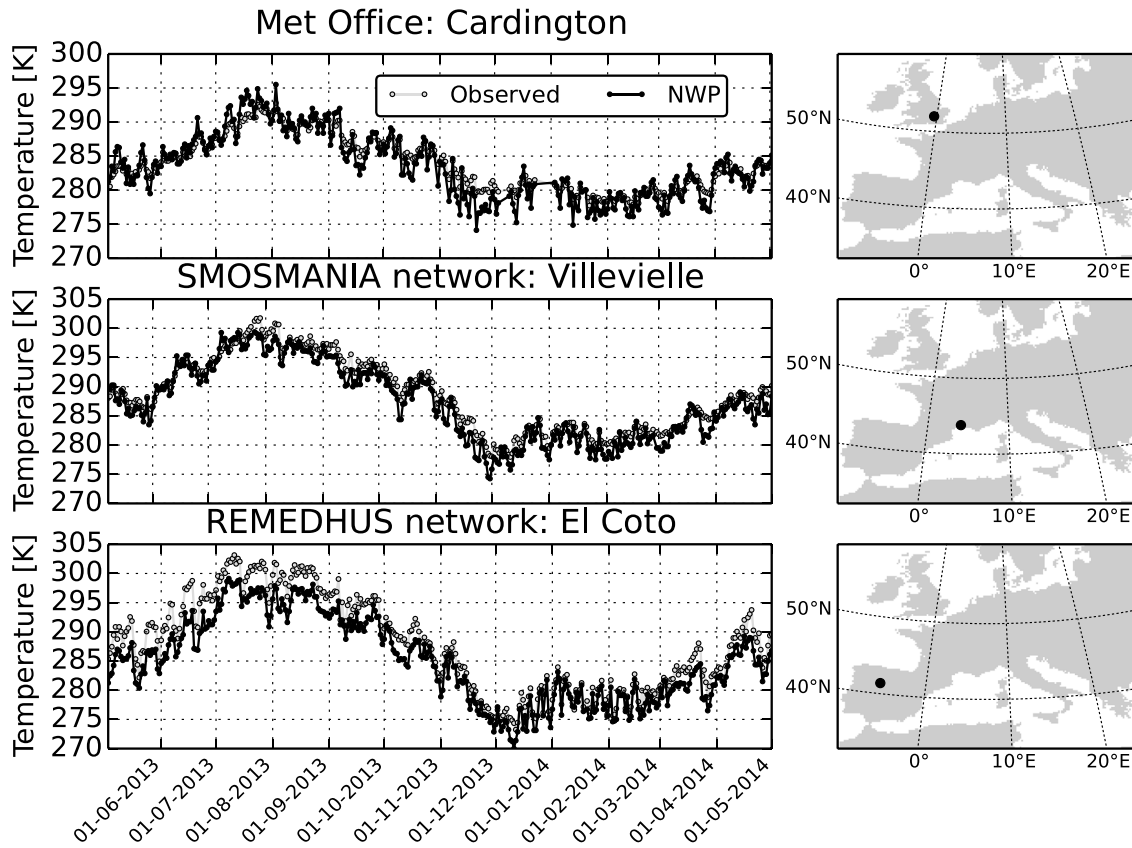 Met Office: Cardington
Temperature [K]
300
295
290
285
280
275
270
Observed
NWP
50°N
40°N
0°
10°E
20°E
SMOSMANIA network: Villevielle
Temperature [K]
305
300
295
290
285
280
275
270
50°N
40°N
0°
10°E
20°E
REMEDHUS network: El Coto
Temperature [K]
305
300
295
290
285
280
275
270
50°N
40°N
0°
10°E
20°E
01-06-2013
01-07-2013
01-08-2013
01-09-2013
01-10-2013
01-11-2013
01-12-2013
01-01-2014
01-02-2014
01-03-2014
01-04-2014
01-05-2014